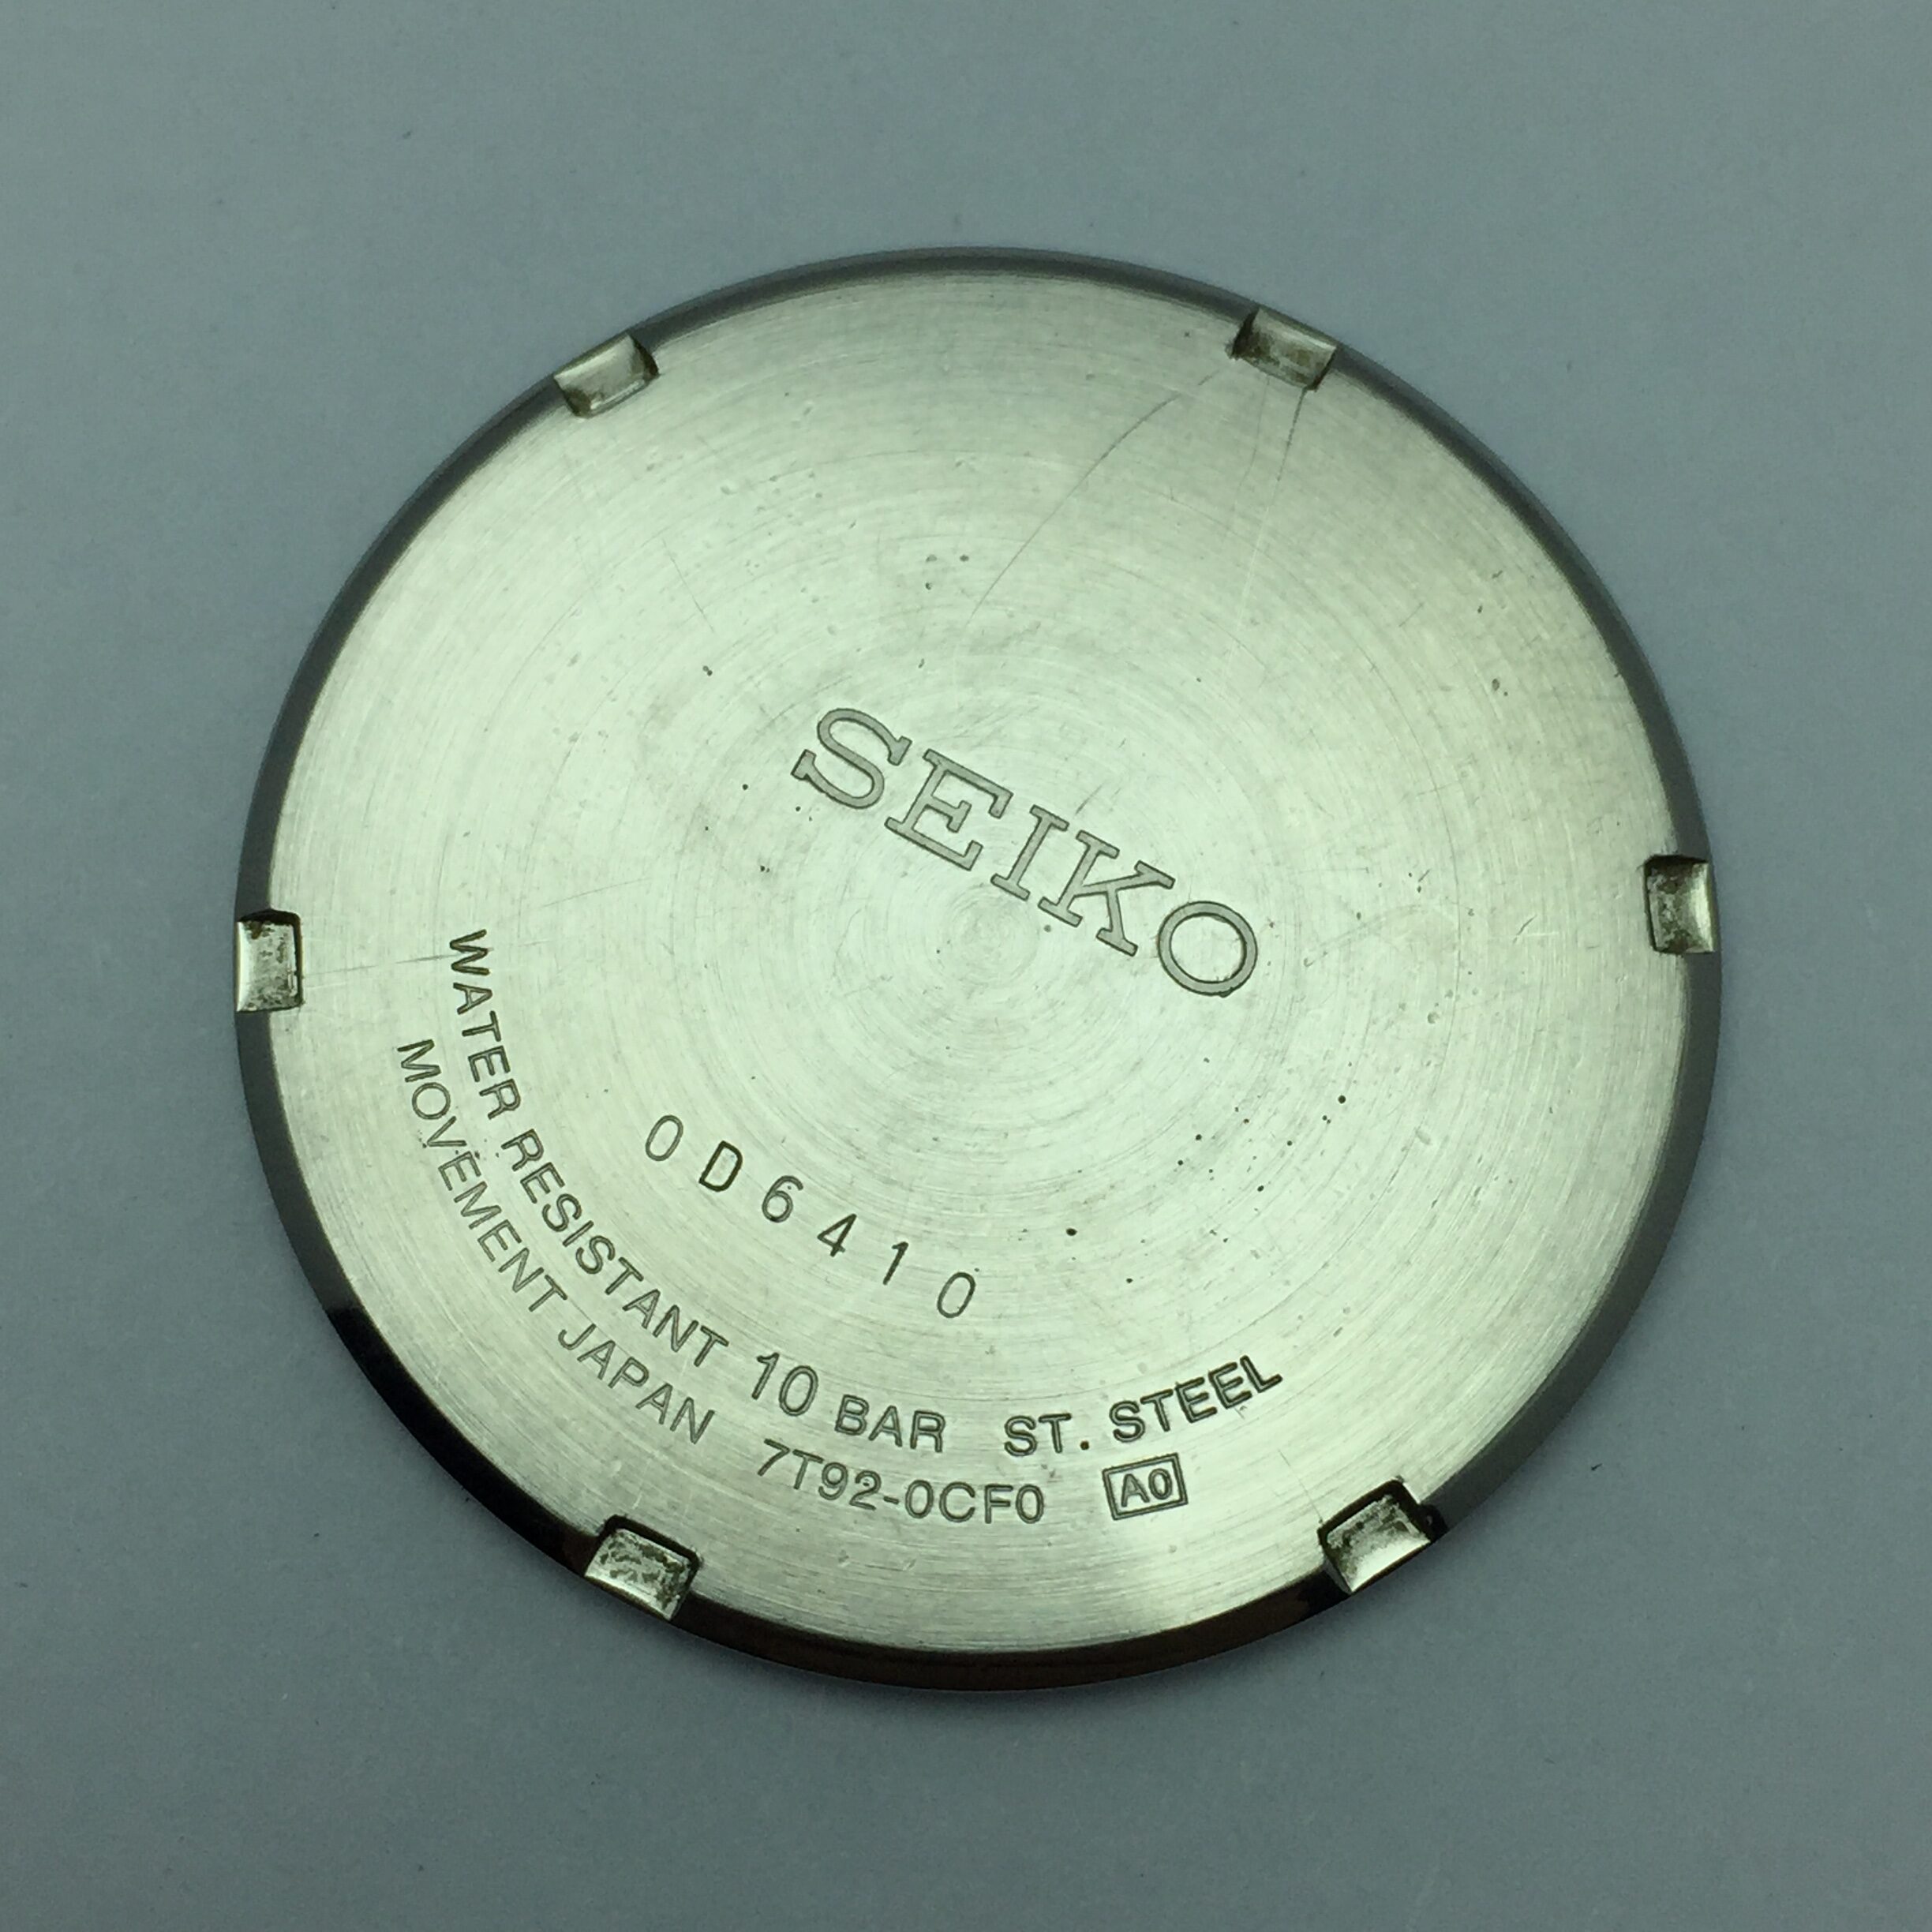 SEIKO
0D6410
WATER RESISTANT 10 BAR ST. STEEL
MOVEMENT JAPAN 7T92-0CF0 A0